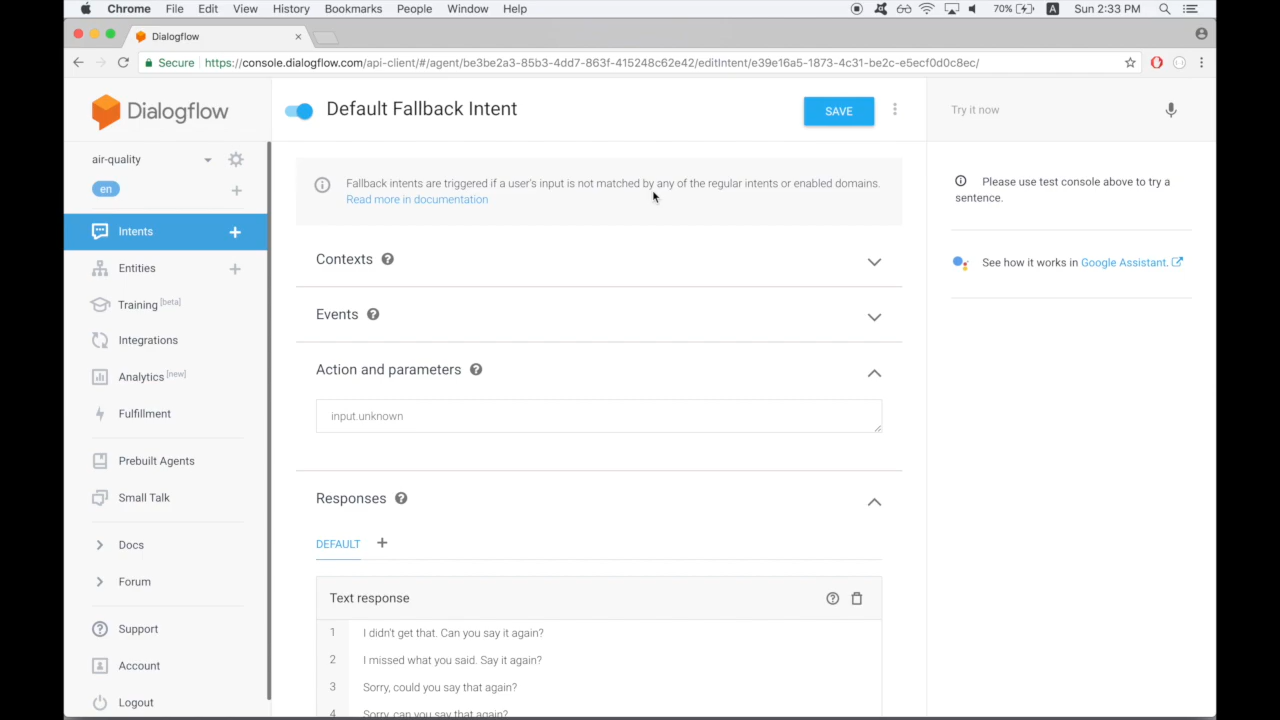 Chrome File Edit View History Bookmarks People Window Help 70% A Sun 2:33 PM
Dialogflow
Secure https://console.dialogflow.com/api-client/#/agent/be3be2a3-85b3-4dd7-863f-415248c62e42/editIntent/e39e16a5-1873-4c31-be2c-e5ecf0d0c8ec/
Dialogflow
air-quality
en
Intents
Entities
Training [beta]
Integrations
Analytics [new]
Fulfillment
Prebuilt Agents
Small Talk
Docs
Forum
Support
Account
Logout
Default Fallback Intent
SAVE
Fallback intents are triggered if a user's input is not matched by any of the regular intents or enabled domains.
Read more in documentation
Contexts
Events
Action and parameters
input.unknown
Responses
DEFAULT
Text response
1 I didn't get that. Can you say it again?
2 I missed what you said. Say it again?
3 Sorry, could you say that again?
4 Sorry, can you say that again?
Try it now
Please use test console above to try a
sentence.
See how it works in Google Assistant.